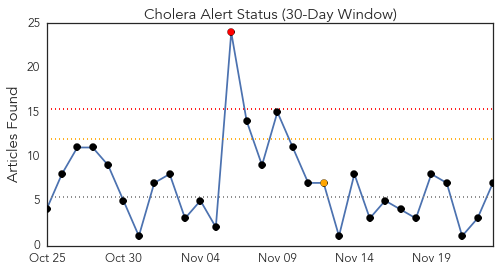 Cholera Alert Status (30-Day Window)
Articles Found
25
20
15
10
5
0
Oct 25 Oct 30 Nov 04 Nov 09 Nov 14 Nov 19